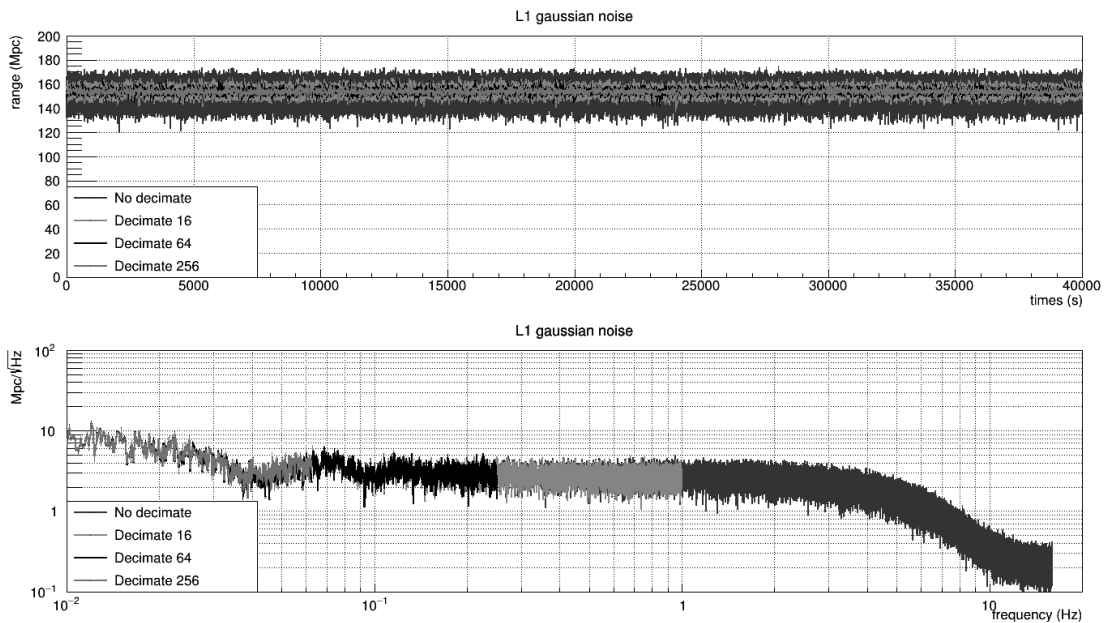 L1 gaussian noise
range (Mpc)
200
180
160
140
120
100
80
60
40
20
0
No decimate
Decimate 16
Decimate 64
Decimate 256
0 5000 10000 15000 20000 25000 30000 35000 40000
times (s)
L1 gaussian noise
Mpc/√Hz
10²
10
1
10⁻¹
No decimate
Decimate 16
Decimate 64
Decimate 256
10⁻² 10⁻¹ 1 10
frequency (Hz)